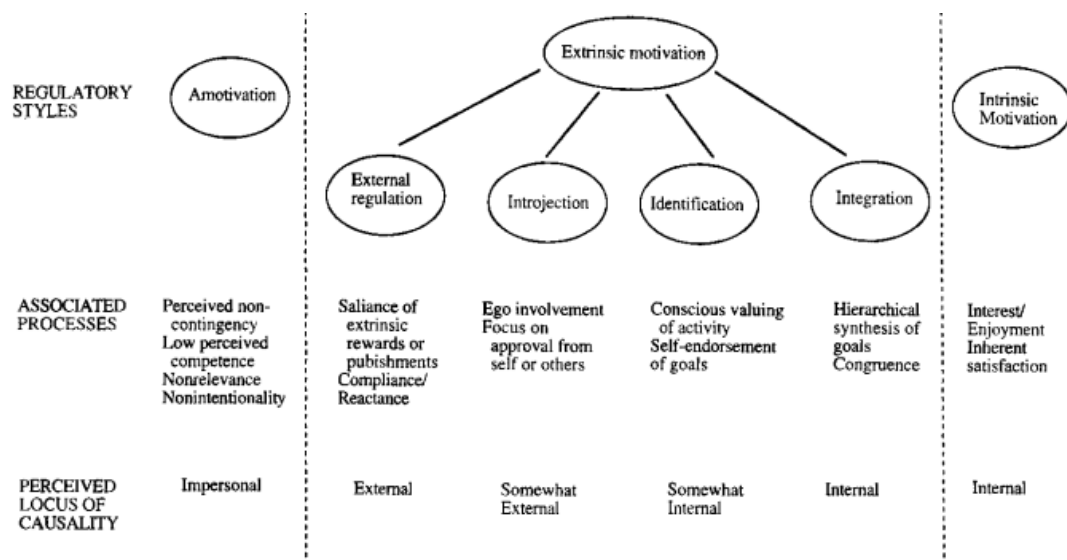 Extrinsic motivation
REGULATORY
STYLES
Amotivation
Intrinsic
Motivation
External
regulation
Introjection
Identification
Integration
ASSOCIATED
PROCESSES
Perceived non-
contingency
Low perceived
competence
Nonrelevance
Nonintentionality
Saliance of
extrinsic
rewards or
pubishments
Compliance/
Reactance
Ego involvement
Focus on
approval from
self or others
Conscious valuing
of activity
Self-endorsement
of goals
Hierarchical
synthesis of
goals
Congruence
Interest/
Enjoyment
Inherent
satisfaction
PERCEIVED
LOCUS OF
CAUSALITY
Impersonal
External
Somewhat
External
Somewhat
Internal
Internal
Internal